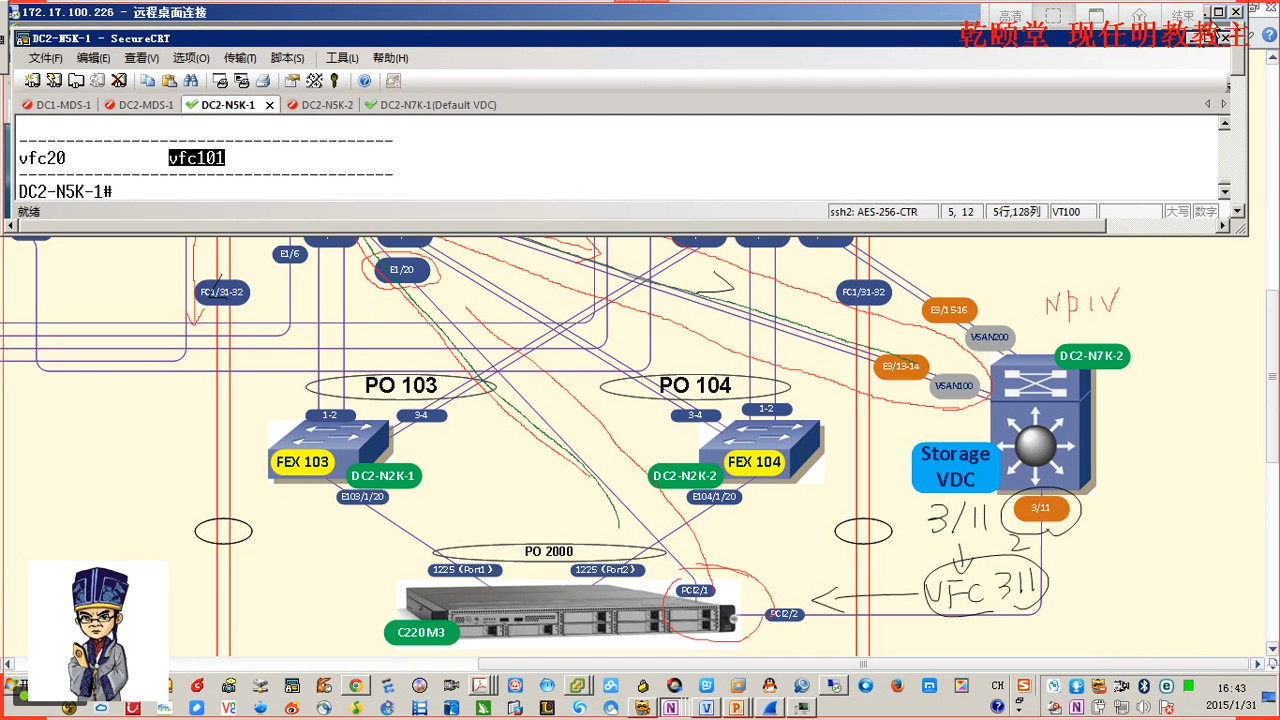 172.17.100.226 - 远程桌面连接
高清
结束
乾颐堂 现任明教教主
DC2-N5K-1 - SecureCRT
文件(F) 编辑(E) 查看(V) 选项(O) 传输(T) 脚本(S) 工具(L) 帮助(H)
DC1-MDS-1 DC2-MDS-1 DC2-N5K-1 DC2-N5K-2 DC2-N7K-1(Default VDC)
vfc20 vfc101
DC2-N5K-1#
就绪 ssh2: AES-256-CTR 5, 12 5行,128列 VT100 大写 数字
E1/6
E1/20
FC1/31-32
FC1/31-32
E3/15-16
NpIV
VSAN200
DC2-N7K-2
E3/13-14
VSAN100
PO 103
PO 104
1-2
3-4
3-4
1-2
FEX 103
DC2-N2K-1
FEX 104
DC2-N2K-2
Storage
VDC
E103/1/20
E104/1/20
3/11
3/11
2
PO 2000
1225（Port1）
1225（Port2）
PCI2/1
PCI2/2
VFC 311
C220M3
CH
16:43
2015/1/31